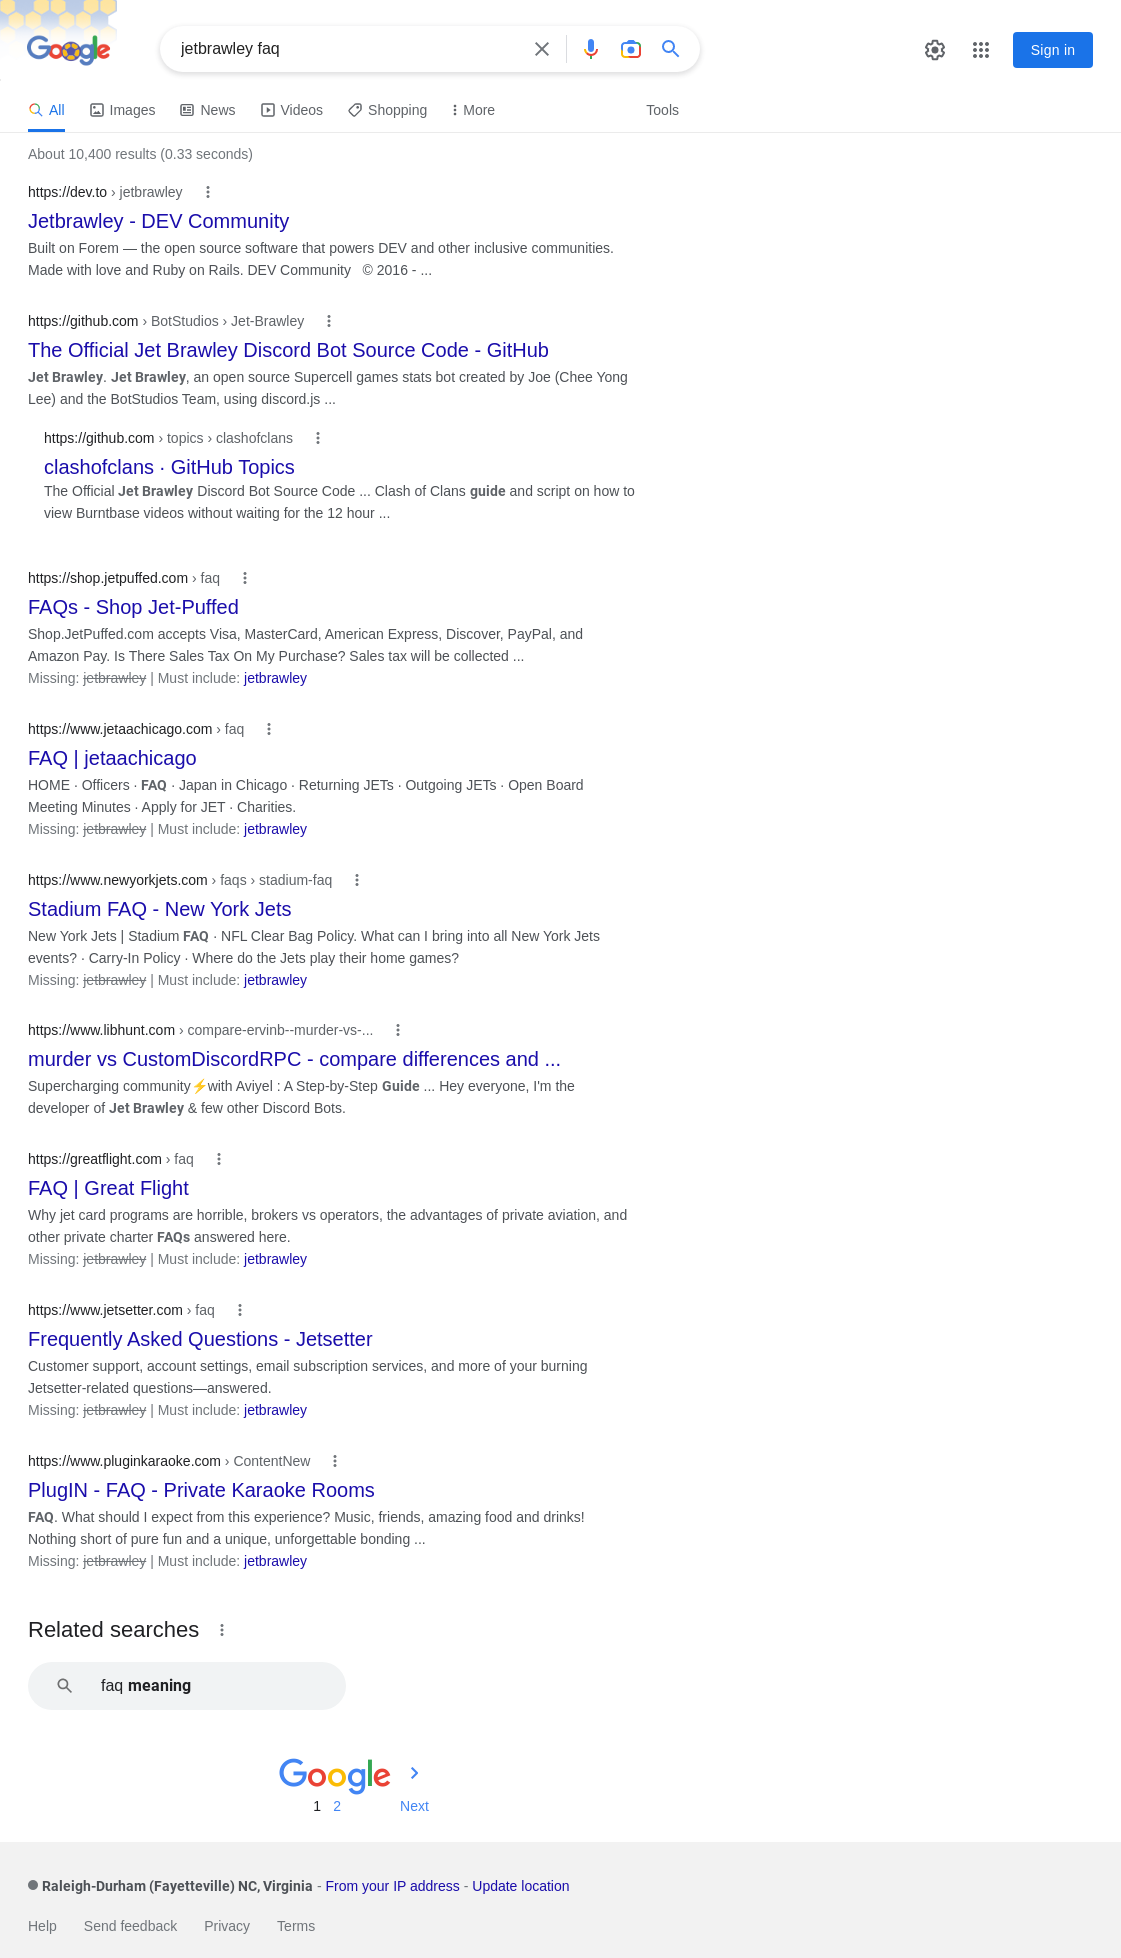 Google
jetbrawley faq
Sign in
All Images News Videos Shopping More Tools
About 10,400 results (0.33 seconds)
https://dev.to › jetbrawley
Jetbrawley - DEV Community
Built on Forem — the open source software that powers DEV and other inclusive communities.
Made with love and Ruby on Rails. DEV Community © 2016 - ...
https://github.com › BotStudios › Jet-Brawley
The Official Jet Brawley Discord Bot Source Code - GitHub
Jet Brawley. Jet Brawley, an open source Supercell games stats bot created by Joe (Chee Yong
Lee) and the BotStudios Team, using discord.js ...
https://github.com › topics › clashofclans
clashofclans · GitHub Topics
The Official Jet Brawley Discord Bot Source Code ... Clash of Clans guide and script on how to
view Burntbase videos without waiting for the 12 hour ...
https://shop.jetpuffed.com › faq
FAQs - Shop Jet-Puffed
Shop.JetPuffed.com accepts Visa, MasterCard, American Express, Discover, PayPal, and
Amazon Pay. Is There Sales Tax On My Purchase? Sales tax will be collected ...
Missing: jetbrawley | Must include: jetbrawley
https://www.jetaachicago.com › faq
FAQ | jetaachicago
HOME · Officers · FAQ · Japan in Chicago · Returning JETs · Outgoing JETs · Open Board
Meeting Minutes · Apply for JET · Charities.
Missing: jetbrawley | Must include: jetbrawley
https://www.newyorkjets.com › faqs › stadium-faq
Stadium FAQ - New York Jets
New York Jets | Stadium FAQ · NFL Clear Bag Policy. What can I bring into all New York Jets
events? · Carry-In Policy · Where do the Jets play their home games?
Missing: jetbrawley | Must include: jetbrawley
https://www.libhunt.com › compare-ervinb--murder-vs-...
murder vs CustomDiscordRPC - compare differences and ...
Supercharging community⚡with Aviyel : A Step-by-Step Guide ... Hey everyone, I'm the
developer of Jet Brawley & few other Discord Bots.
https://greatflight.com › faq
FAQ | Great Flight
Why jet card programs are horrible, brokers vs operators, the advantages of private aviation, and
other private charter FAQs answered here.
Missing: jetbrawley | Must include: jetbrawley
https://www.jetsetter.com › faq
Frequently Asked Questions - Jetsetter
Customer support, account settings, email subscription services, and more of your burning
Jetsetter-related questions—answered.
Missing: jetbrawley | Must include: jetbrawley
https://www.pluginkaraoke.com › ContentNew
PlugIN - FAQ - Private Karaoke Rooms
FAQ. What should I expect from this experience? Music, friends, amazing food and drinks!
Nothing short of pure fun and a unique, unforgettable bonding ...
Missing: jetbrawley | Must include: jetbrawley
Related searches
faq meaning
Google
1 2 Next
Raleigh-Durham (Fayetteville) NC, Virginia - From your IP address - Update location
Help Send feedback Privacy Terms